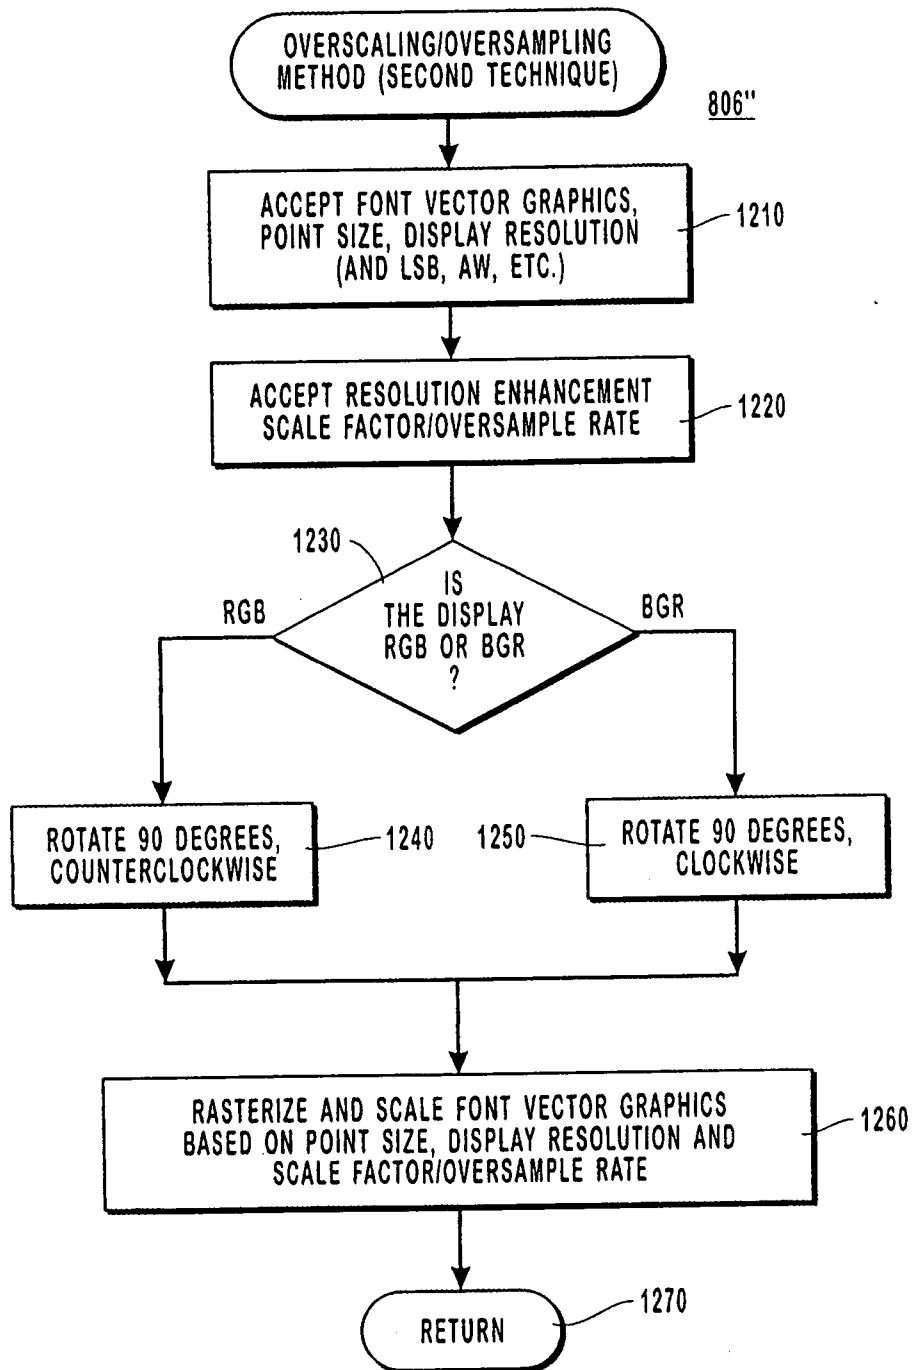 OVERSCALING/OVERSAMPLING
METHOD (SECOND TECHNIQUE)
806"
ACCEPT FONT VECTOR GRAPHICS,
POINT SIZE, DISPLAY RESOLUTION
(AND LSB, AW, ETC.)
1210
ACCEPT RESOLUTION ENHANCEMENT
SCALE FACTOR/OVERSAMPLE RATE
1220
1230
IS
THE DISPLAY
RGB OR BGR
?
RGB
BGR
ROTATE 90 DEGREES,
COUNTERCLOCKWISE
1240
1250
ROTATE 90 DEGREES,
CLOCKWISE
RASTERIZE AND SCALE FONT VECTOR GRAPHICS
BASED ON POINT SIZE, DISPLAY RESOLUTION AND
SCALE FACTOR/OVERSAMPLE RATE
1260
RETURN
1270